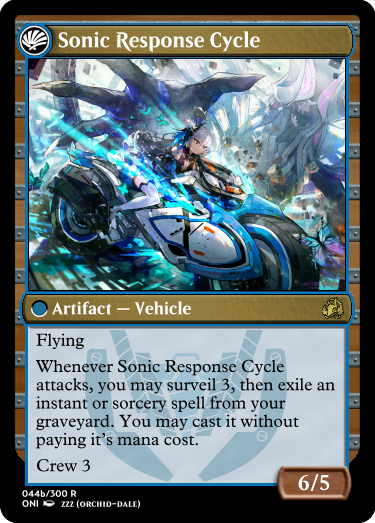 Sonic Response Cycle
Artifact — Vehicle
Flying
Whenever Sonic Response Cycle
attacks, you may surveil 3, then exile an
instant or sorcery spell from your
graveyard. You may cast it without
paying it's mana cost.
Crew 3
6/5
044b/300 R
ONI ZZZ (ORCHID-DALE)